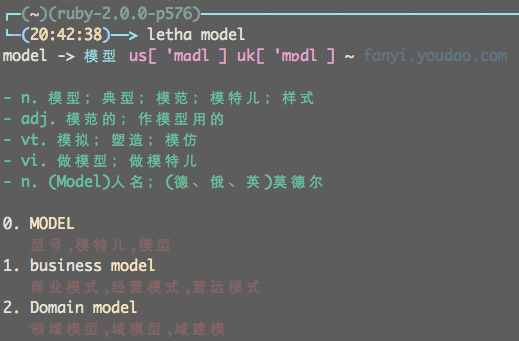 (~)(ruby-2.0.0-p576)
(20:42:38)—> letha model
model -> 模型 us[ 'mɑdl ] uk[ 'mɒdl ] ~ fanyi.youdao.com
- n. 模型；典型；模范；模特儿；样式
- adj. 模范的；作模型用的
- vt. 模拟；塑造；模仿
- vi. 做模型；做模特儿
- n. (Model)人名；(德、俄、英)莫德尔
0. MODEL
型号,模特儿,模型
1. business model
商业模式,经营模式,营运模式
2. Domain model
领域模型,域模型,域建模